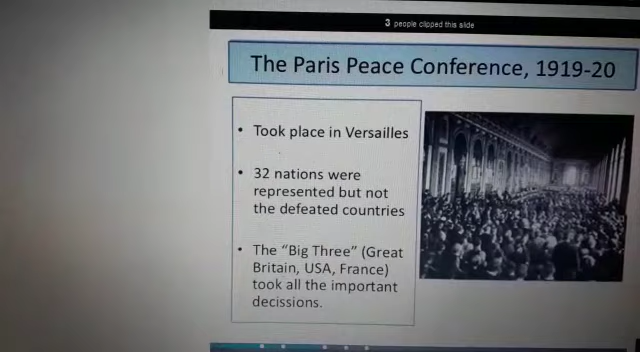 3 people clipped this slide
The Paris Peace Conference, 1919-20
• Took place in Versailles
• 32 nations were
represented but not
the defeated countries
• The "Big Three" (Great
Britain, USA, France)
took all the important
decissions.